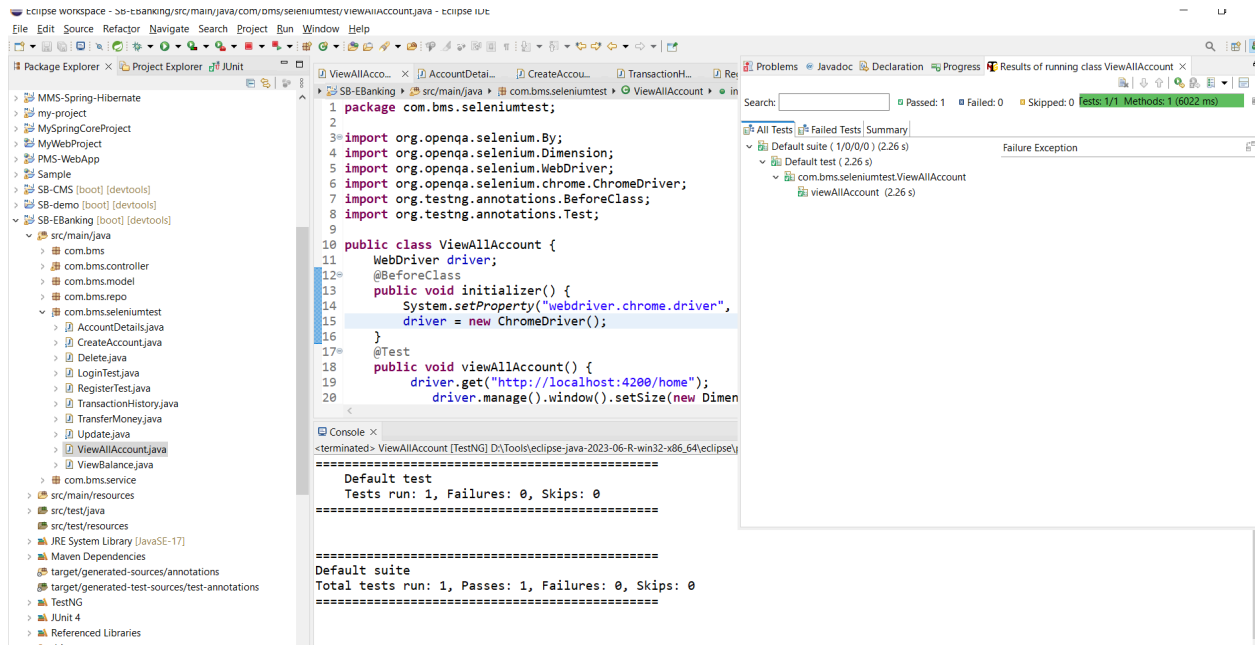 Eclipse workspace - SB-EBanking/src/main/java/com/bms/seleniumtest/ViewAllAccount.java - Eclipse IDE
File Edit Source Refactor Navigate Search Project Run Window Help
Package Explorer Project Explorer JUnit
MMS-Spring-Hibernate
my-project
MySpringCoreProject
MyWebProject
PMS-WebApp
Sample
SB-CMS [boot] [devtools]
SB-demo [boot] [devtools]
SB-EBanking [boot] [devtools]
src/main/java
com.bms
com.bms.controller
com.bms.model
com.bms.repo
com.bms.seleniumtest
AccountDetails.java
CreateAccount.java
Delete.java
LoginTest.java
RegisterTest.java
TransactionHistory.java
TransferMoney.java
Update.java
ViewAllAccount.java
ViewBalance.java
com.bms.service
src/main/resources
src/test/java
src/test/resources
JRE System Library [JavaSE-17]
Maven Dependencies
target/generated-sources/annotations
target/generated-test-sources/test-annotations
TestNG
JUnit 4
Referenced Libraries
ViewAllAcco... AccountDetai... CreateAccou... TransactionH... Re
SB-EBanking src/main/java com.bms.seleniumtest ViewAllAccount in
1 package com.bms.seleniumtest;
2
3 import org.openqa.selenium.By;
4 import org.openqa.selenium.Dimension;
5 import org.openqa.selenium.WebDriver;
6 import org.openqa.selenium.chrome.ChromeDriver;
7 import org.testng.annotations.BeforeClass;
8 import org.testng.annotations.Test;
9
10 public class ViewAllAccount {
11 WebDriver driver;
12 @BeforeClass
13 public void initializer() {
14 System.setProperty("webdriver.chrome.driver",
15 driver = new ChromeDriver();
16 }
17 @Test
18 public void viewAllAccount() {
19 driver.get("http://localhost:4200/home");
20 driver.manage().window().setSize(new Dimen
Console
<terminated> ViewAllAccount [TestNG] D:\Tools\eclipse-java-2023-06-R-win32-x86_64\eclipse\
===============================================
Default test
Tests run: 1, Failures: 0, Skips: 0
===============================================
===============================================
Default suite
Total tests run: 1, Passes: 1, Failures: 0, Skips: 0
===============================================
Problems Javadoc Declaration Progress Results of running class ViewAllAccount
Search: Passed: 1 Failed: 0 Skipped: 0 Tests: 1/1 Methods: 1 (6022 ms)
All Tests Failed Tests Summary
Default suite ( 1/0/0/0 ) (2.26 s)
Default test ( 2.26 s)
com.bms.seleniumtest.ViewAllAccount
viewAllAccount (2.26 s)
Failure Exception